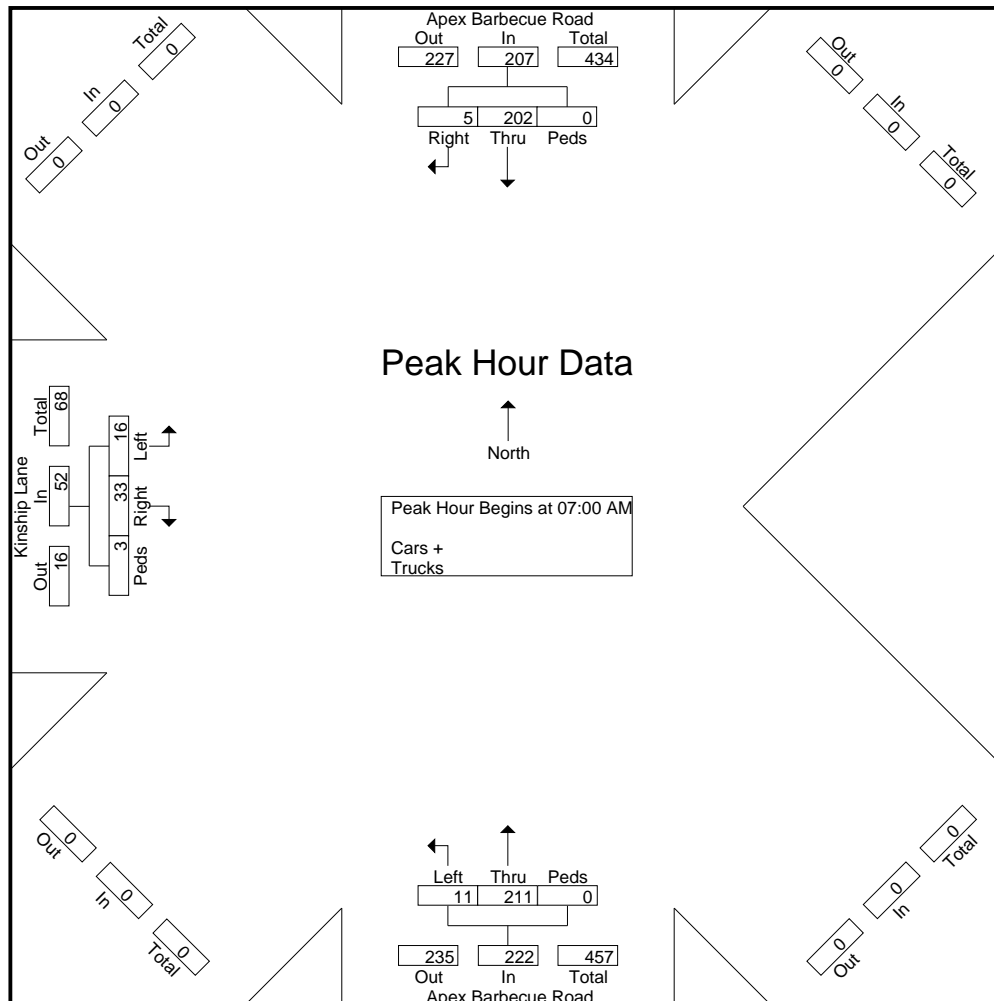 Apex Barbecue Road
Out In Total
227 207 434
5 202 0
Right Thru Peds
Total
0
In
0
Out
0
Out
0
In
0
Total
0
Peak Hour Data
North
Peak Hour Begins at 07:00 AM
Cars +
Trucks
Kinship Lane
Out In Total
16 52 68
3 33 16
Peds Right Left
Out
0
In
0
Total
0
Total
0
In
0
Out
0
Left Thru Peds
11 211 0
235 222 457
Out In Total
Apex Barbecue Road